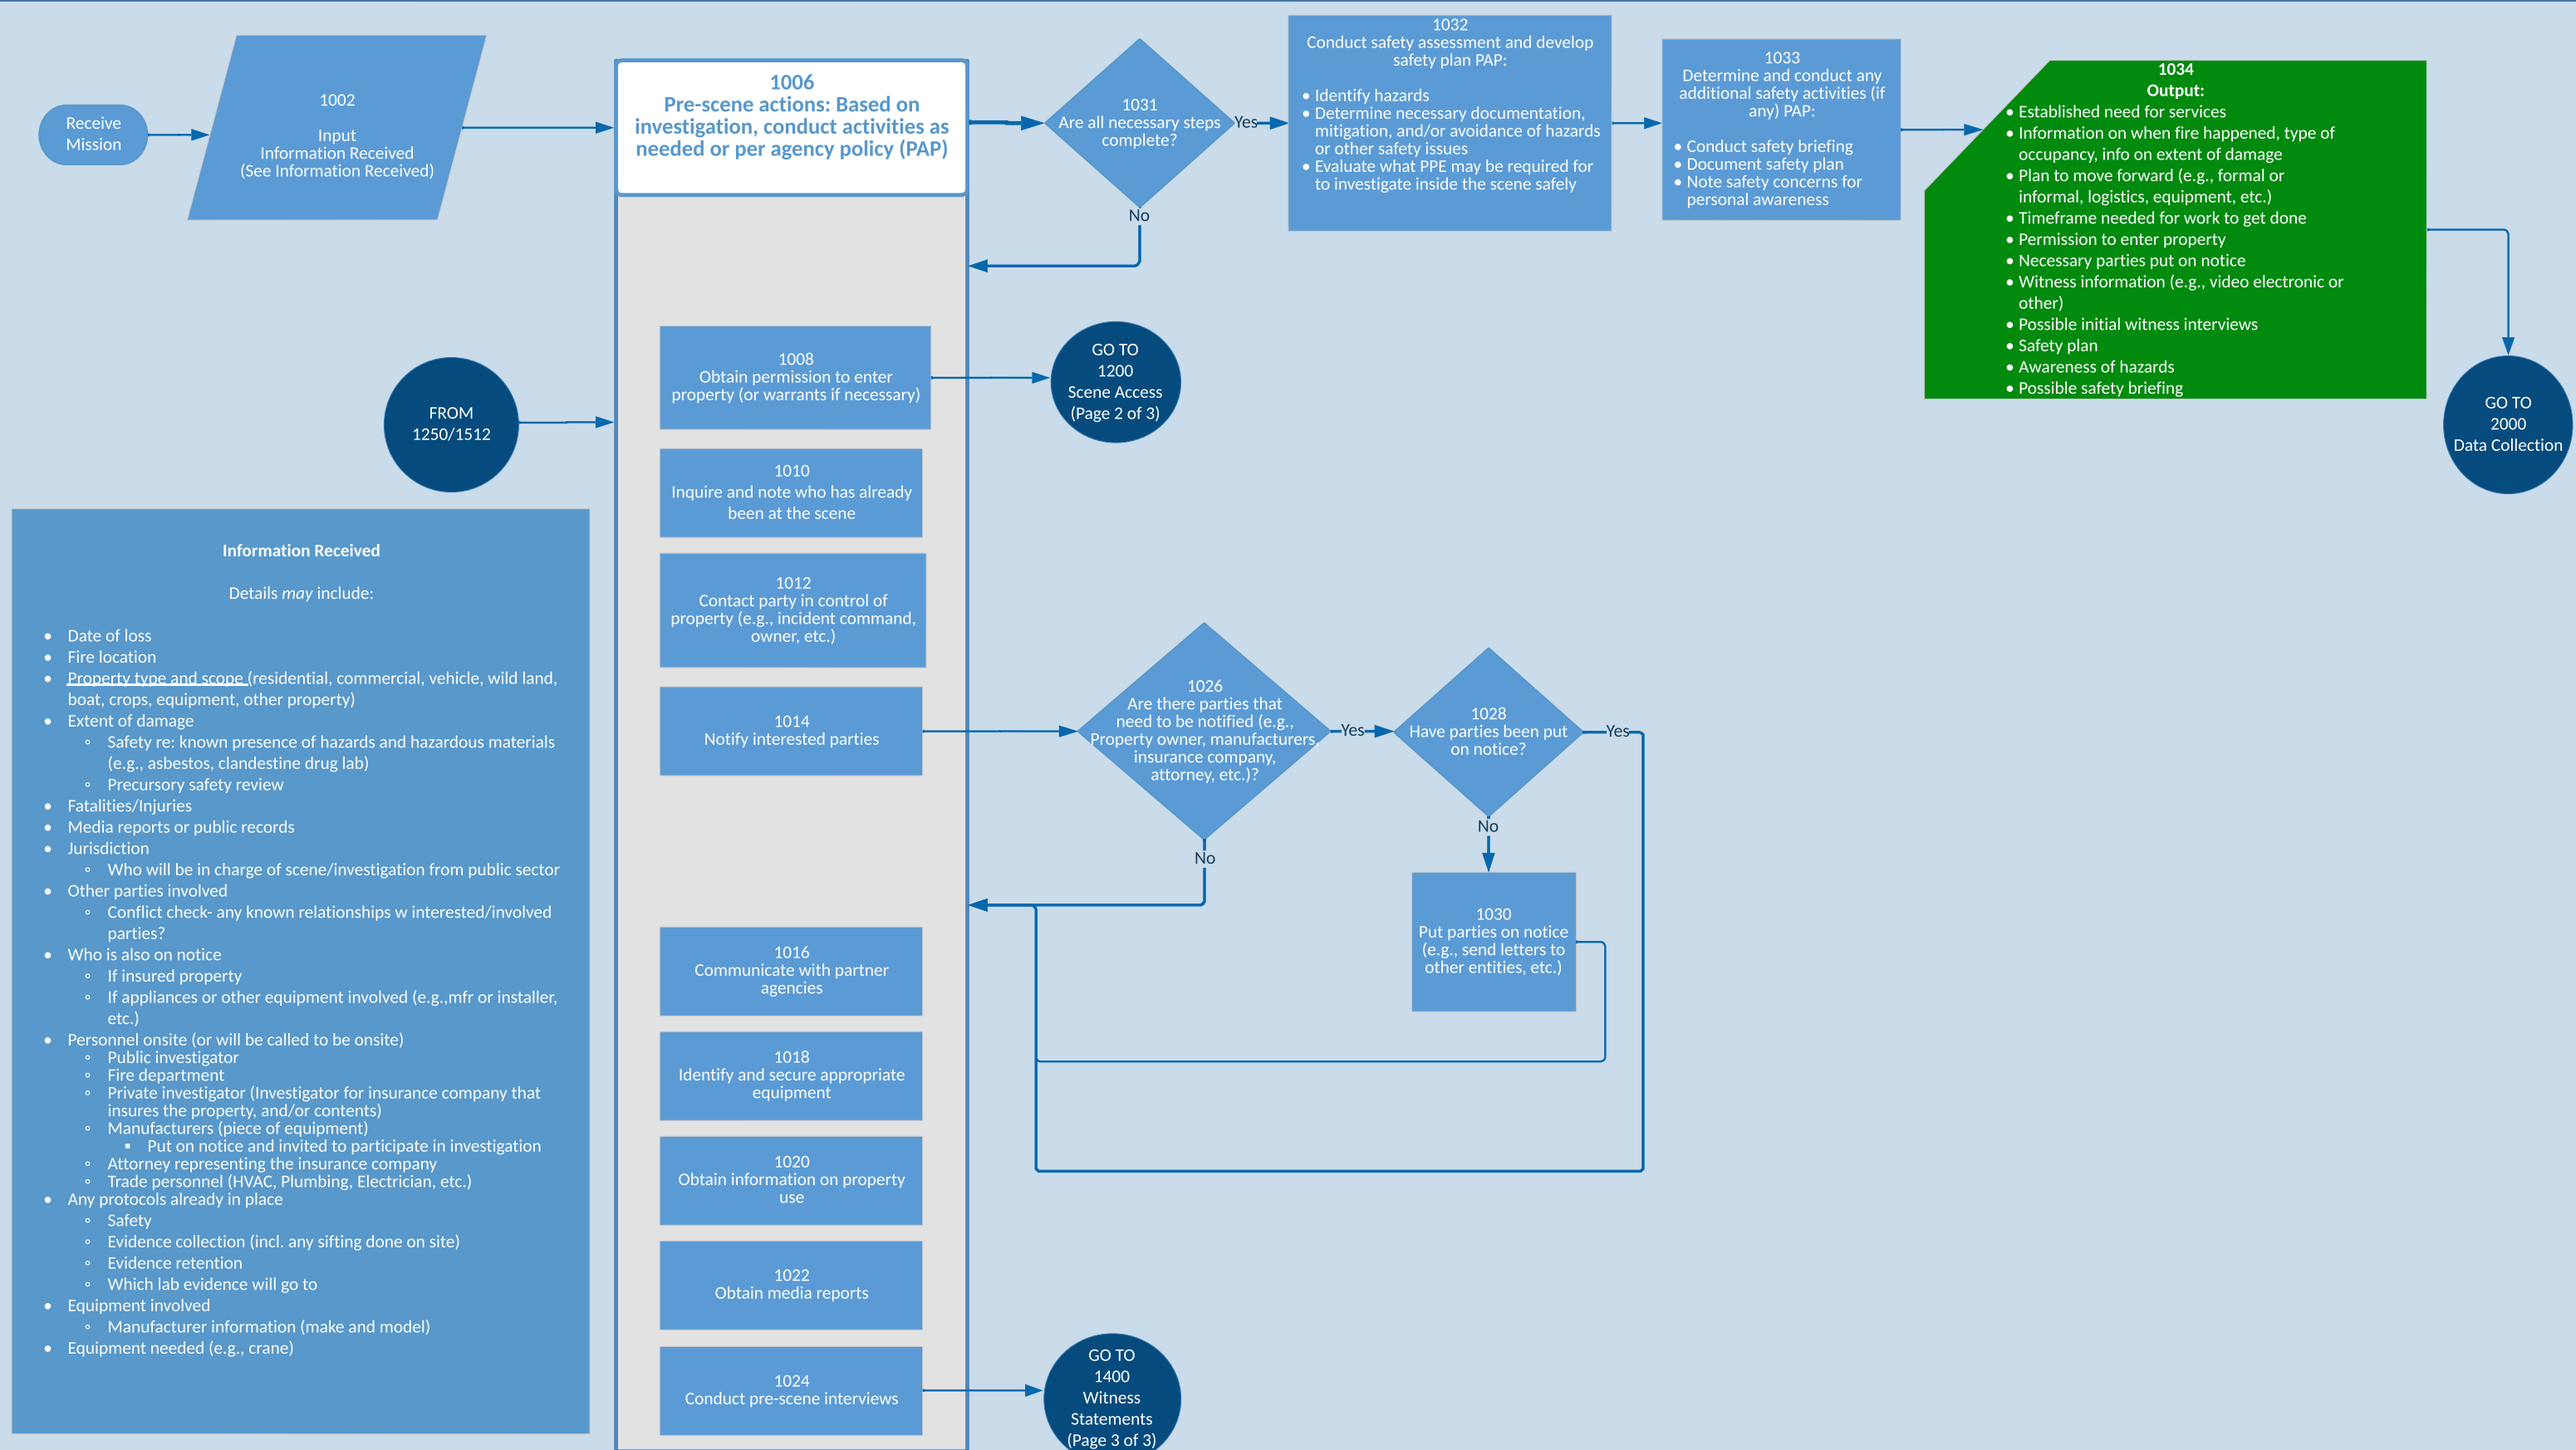 Receive
Mission
1002
Input
Information Received
(See Information Received)
1006
Pre-scene actions: Based on
investigation, conduct activities as
needed or per agency policy (PAP)
1031
Are all necessary steps
complete?
Yes
No
1032
Conduct safety assessment and develop
safety plan PAP:
• Identify hazards
• Determine necessary documentation,
mitigation, and/or avoidance of hazards
or other safety issues
• Evaluate what PPE may be required for
to investigate inside the scene safely
1033
Determine and conduct any
additional safety activities (if
any) PAP:
• Conduct safety briefing
• Document safety plan
• Note safety concerns for
personal awareness
1034
Output:
• Established need for services
• Information on when fire happened, type of
occupancy, info on extent of damage
• Plan to move forward (e.g., formal or
informal, logistics, equipment, etc.)
• Timeframe needed for work to get done
• Permission to enter property
• Necessary parties put on notice
• Witness information (e.g., video electronic or
other)
• Possible initial witness interviews
• Safety plan
• Awareness of hazards
• Possible safety briefing
GO TO
2000
Data Collection
FROM
1250/1512
1008
Obtain permission to enter
property (or warrants if necessary)
GO TO
1200
Scene Access
(Page 2 of 3)
1010
Inquire and note who has already
been at the scene
1012
Contact party in control of
property (e.g., incident command,
owner, etc.)
1014
Notify interested parties
1026
Are there parties that
need to be notified (e.g.,
Property owner, manufacturers,
insurance company,
attorney, etc.)?
Yes
No
1028
Have parties been put
on notice?
Yes
No
1030
Put parties on notice
(e.g., send letters to
other entities, etc.)
1016
Communicate with partner
agencies
1018
Identify and secure appropriate
equipment
1020
Obtain information on property
use
1022
Obtain media reports
1024
Conduct pre-scene interviews
GO TO
1400
Witness
Statements
(Page 3 of 3)
Information Received
Details may include:
• Date of loss
• Fire location
• Property type and scope (residential, commercial, vehicle, wild land,
boat, crops, equipment, other property)
• Extent of damage
◦ Safety re: known presence of hazards and hazardous materials
(e.g., asbestos, clandestine drug lab)
◦ Precursory safety review
• Fatalities/Injuries
• Media reports or public records
• Jurisdiction
◦ Who will be in charge of scene/investigation from public sector
• Other parties involved
◦ Conflict check- any known relationships w interested/involved
parties?
• Who is also on notice
◦ If insured property
◦ If appliances or other equipment involved (e.g.,mfr or installer,
etc.)
• Personnel onsite (or will be called to be onsite)
◦ Public investigator
◦ Fire department
◦ Private investigator (Investigator for insurance company that
insures the property, and/or contents)
◦ Manufacturers (piece of equipment)
▪ Put on notice and invited to participate in investigation
◦ Attorney representing the insurance company
◦ Trade personnel (HVAC, Plumbing, Electrician, etc.)
• Any protocols already in place
◦ Safety
◦ Evidence collection (incl. any sifting done on site)
◦ Evidence retention
◦ Which lab evidence will go to
• Equipment involved
◦ Manufacturer information (make and model)
• Equipment needed (e.g., crane)